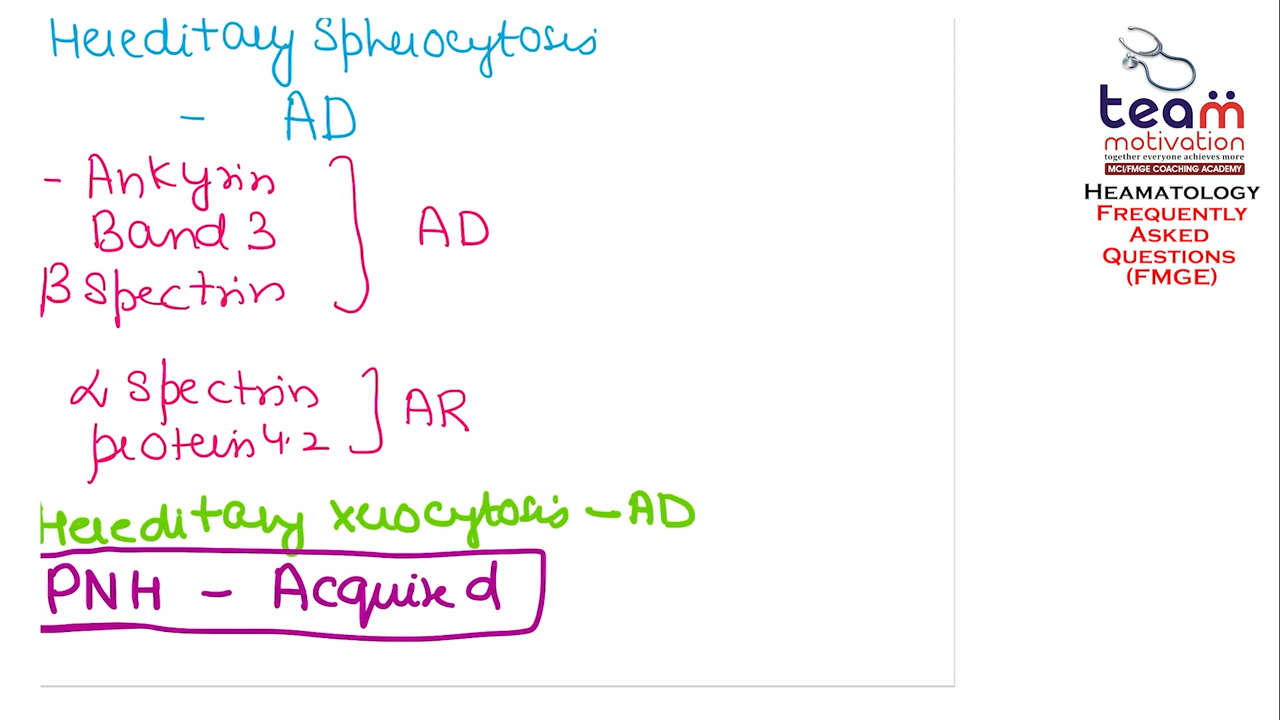 Hereditary Spherocytosis
- AD
- Ankyrin
Band 3
β Spectrin
AD
α Spectrin
protein 4.2
AR
Hereditary xerocytosis - AD
PNH - Acquired
team
motivation
together everyone achieves more
MCI/FMGE COACHING ACADEMY
HEAMATOLOGY
FREQUENTLY
ASKED
QUESTIONS
(FMGE)